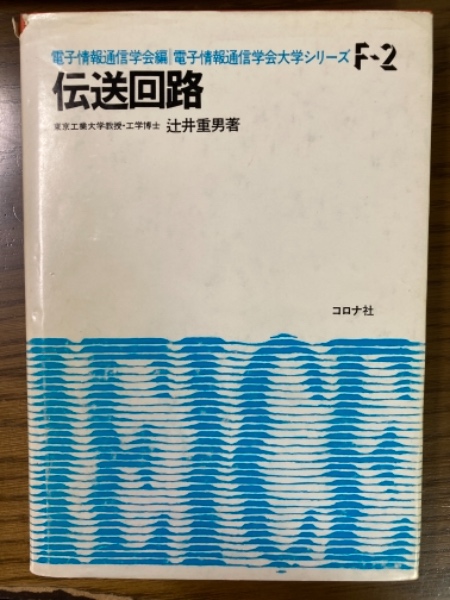 電子情報通信学会編 電子情報通信学会大学シリーズ F-2
伝送回路
東京工業大学教授・工学博士 辻井重男著
コロナ社